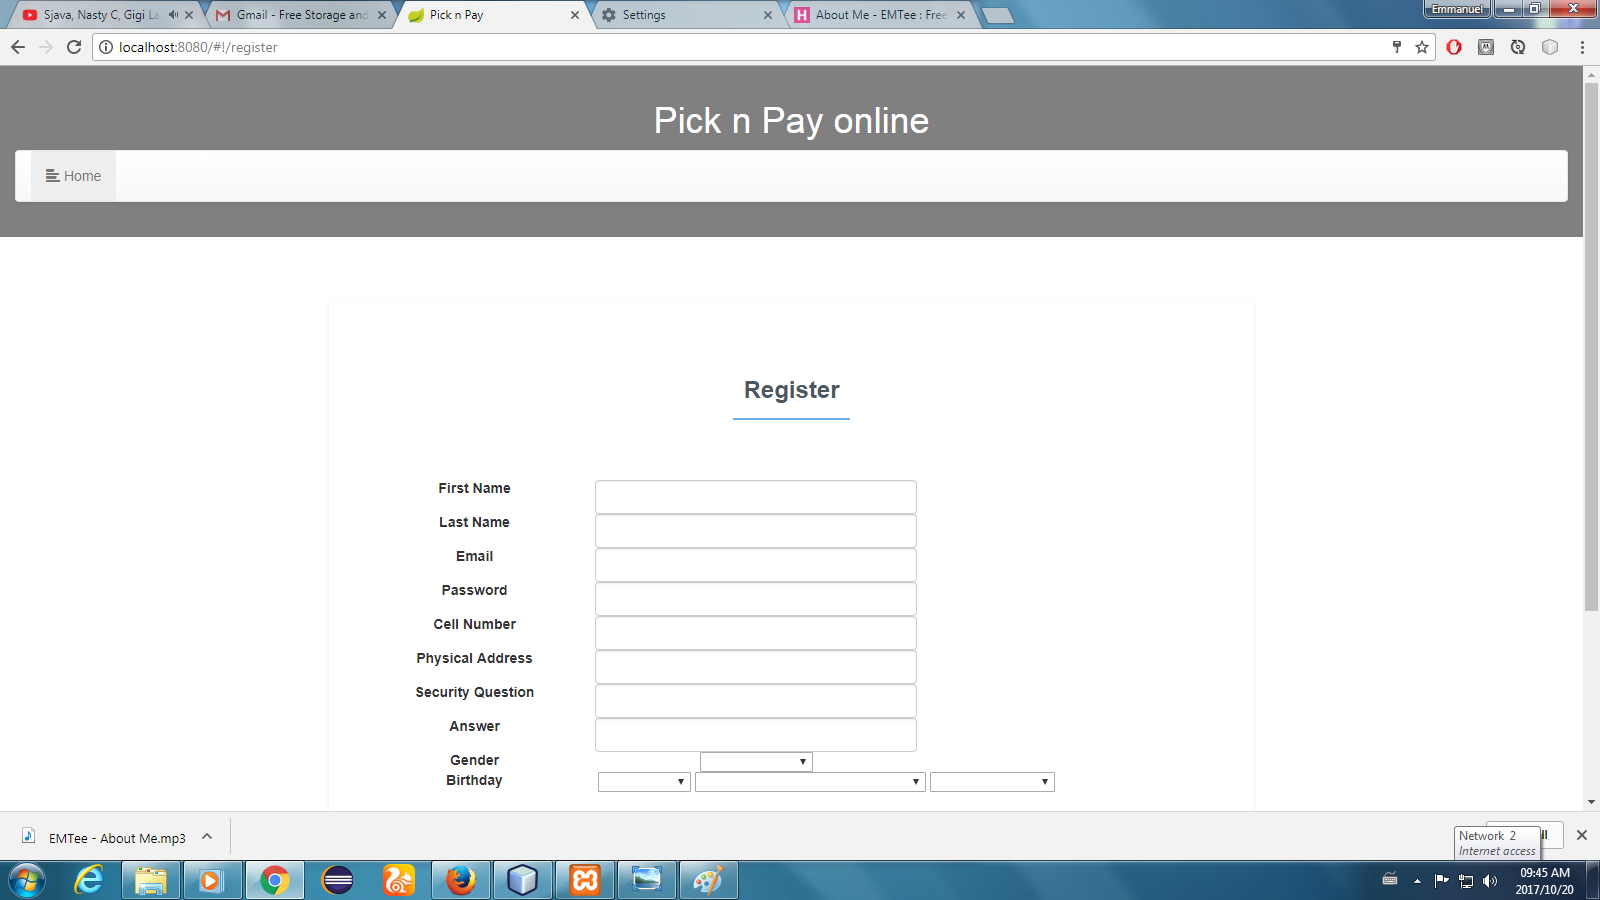 Sjava, Nasty C, Gigi La
Gmail - Free Storage and
Pick n Pay
Settings
About Me - EMTee : Free
Emmanuel
localhost:8080/#!/register
Pick n Pay online
Home
Register
First Name
Last Name
Email
Password
Cell Number
Physical Address
Security Question
Answer
Gender
Birthday
EMTee - About Me.mp3
Network 2
Internet access
09:45 AM
2017/10/20